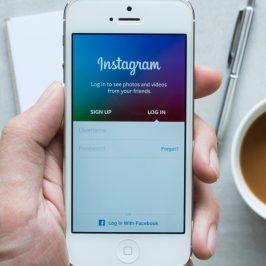 Instagram
Log in to see photos and videos
from your friends.
SIGN UP LOG IN
Username
Password Forgot?
Log In With Facebook